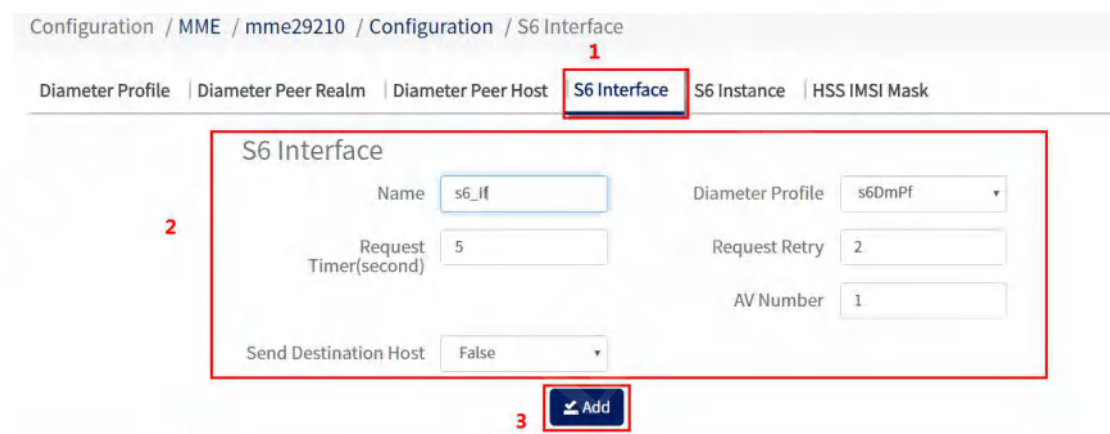 Configuration / MME / mme29210 / Configuration / S6 Interface
1
Diameter Profile | Diameter Peer Realm | Diameter Peer Host | S6 Interface | S6 Instance | HSS IMSI Mask
S6 Interface
Name s6_if Diameter Profile s6DmPf
2
Request Timer(second) 5 Request Retry 2
AV Number 1
Send Destination Host False
3 Add